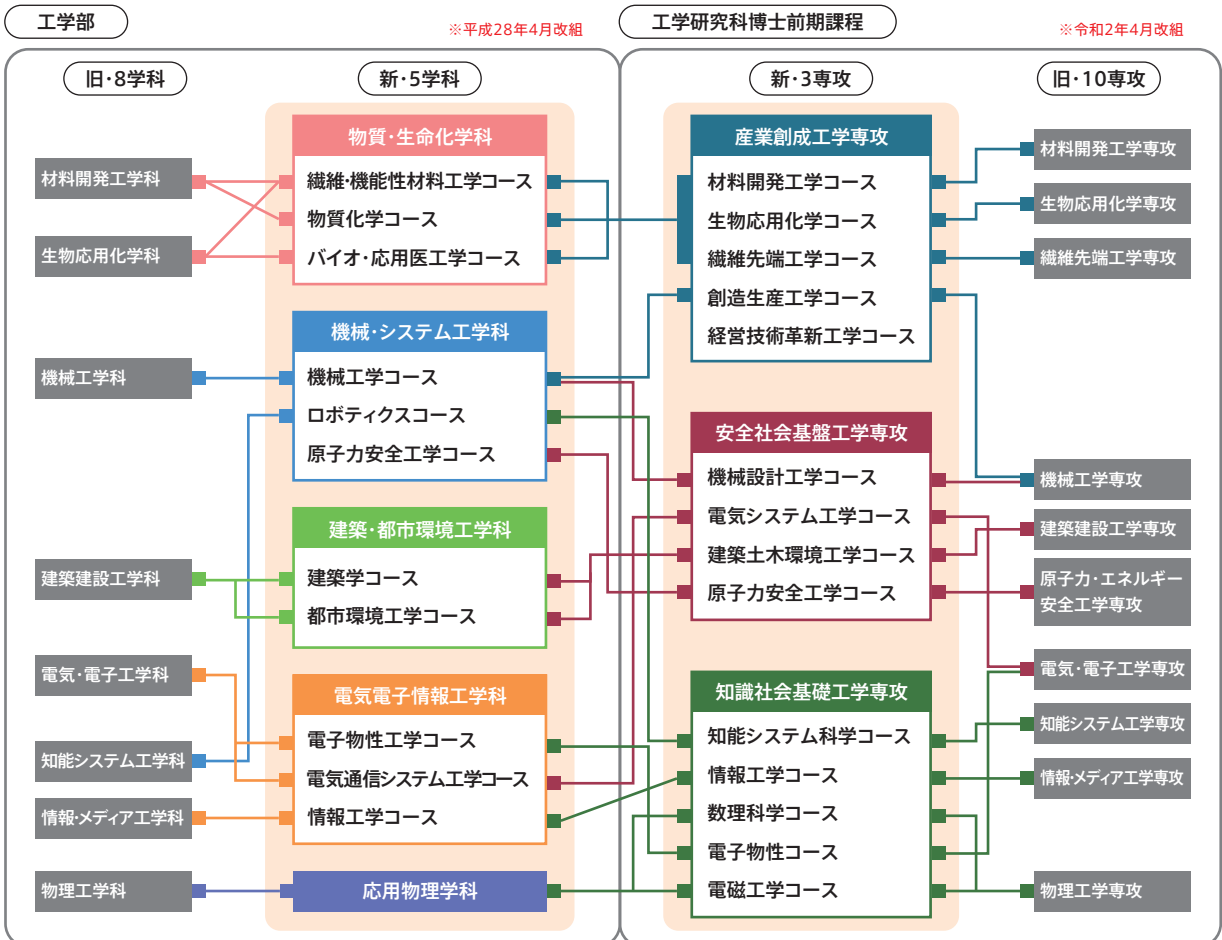 工学部
※平成28年4月改組
旧・8学科
新・5学科
材料開発工学科
生物応用化学科
機械工学科
建築建設工学科
電気・電子工学科
知能システム工学科
情報・メディア工学科
物理工学科
物質・生命化学科
繊維・機能性材料工学コース
物質化学コース
バイオ・応用医工学コース
機械・システム工学科
機械工学コース
ロボティクスコース
原子力安全工学コース
建築・都市環境工学科
建築学コース
都市環境工学コース
電気電子情報工学科
電子物性工学コース
電気通信システム工学コース
情報工学コース
応用物理学科
工学研究科博士前期課程
※令和2年4月改組
新・3専攻
旧・10専攻
産業創成工学専攻
材料開発工学コース
生物応用化学コース
繊維先端工学コース
創造生産工学コース
経営技術革新工学コース
安全社会基盤工学専攻
機械設計工学コース
電気システム工学コース
建築土木環境工学コース
原子力安全工学コース
知識社会基礎工学専攻
知能システム科学コース
情報工学コース
数理科学コース
電子物性コース
電磁工学コース
材料開発工学専攻
生物応用化学専攻
繊維先端工学専攻
機械工学専攻
建築建設工学専攻
原子力・エネルギー
安全工学専攻
電気・電子工学専攻
知能システム工学専攻
情報・メディア工学専攻
物理工学専攻